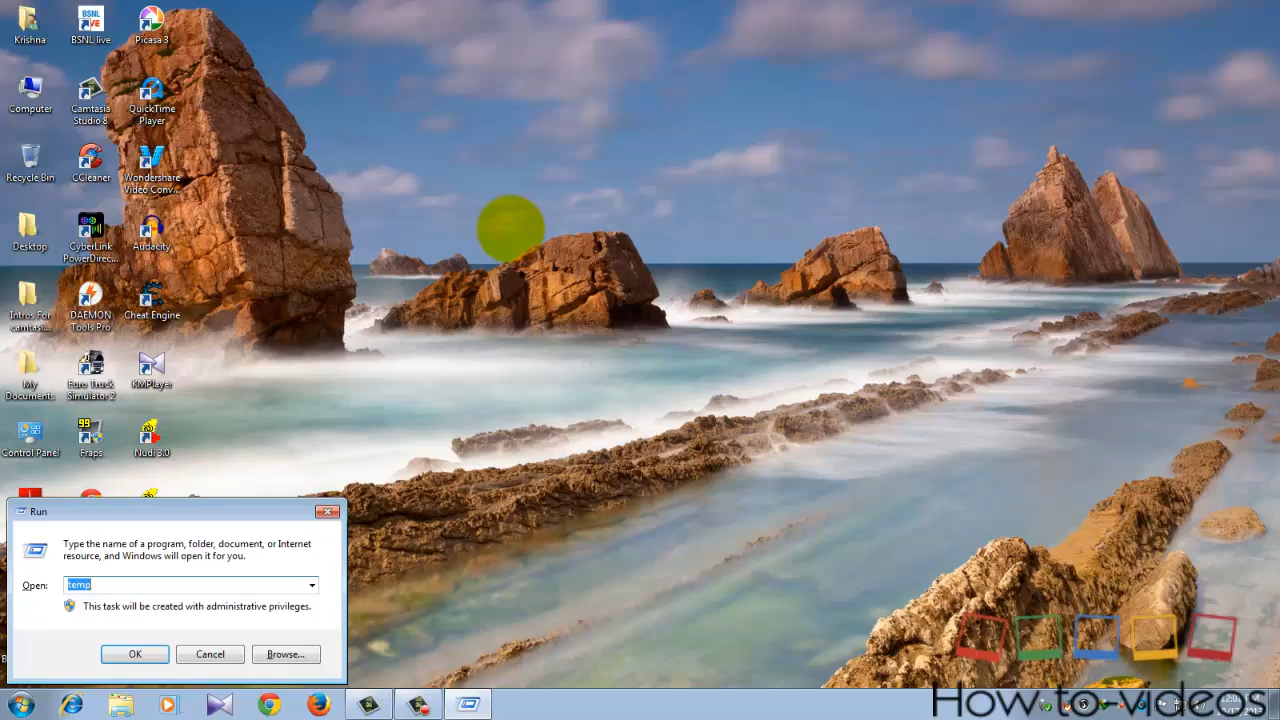 Krishna
BSNL live
Picasa 3
Computer
Camtasia
Studio 8
QuickTime
Player
Recycle Bin
CCleaner
Wondershare
Video Conv...
Desktop
CyberLink
PowerDirec...
Audacity
Intros For
camtas....
DAEMON
Tools Pro
Cheat Engine
My
Documents
Euro Truck
Simulator 2
KMPlayer
Control Panel
Fraps
Nudi 3.0
Run
Type the name of a program, folder, document, or Internet
resource, and Windows will open it for you.
Open:
temp
This task will be created with administrative privileges.
OK
Cancel
Browse...
How-to-videos